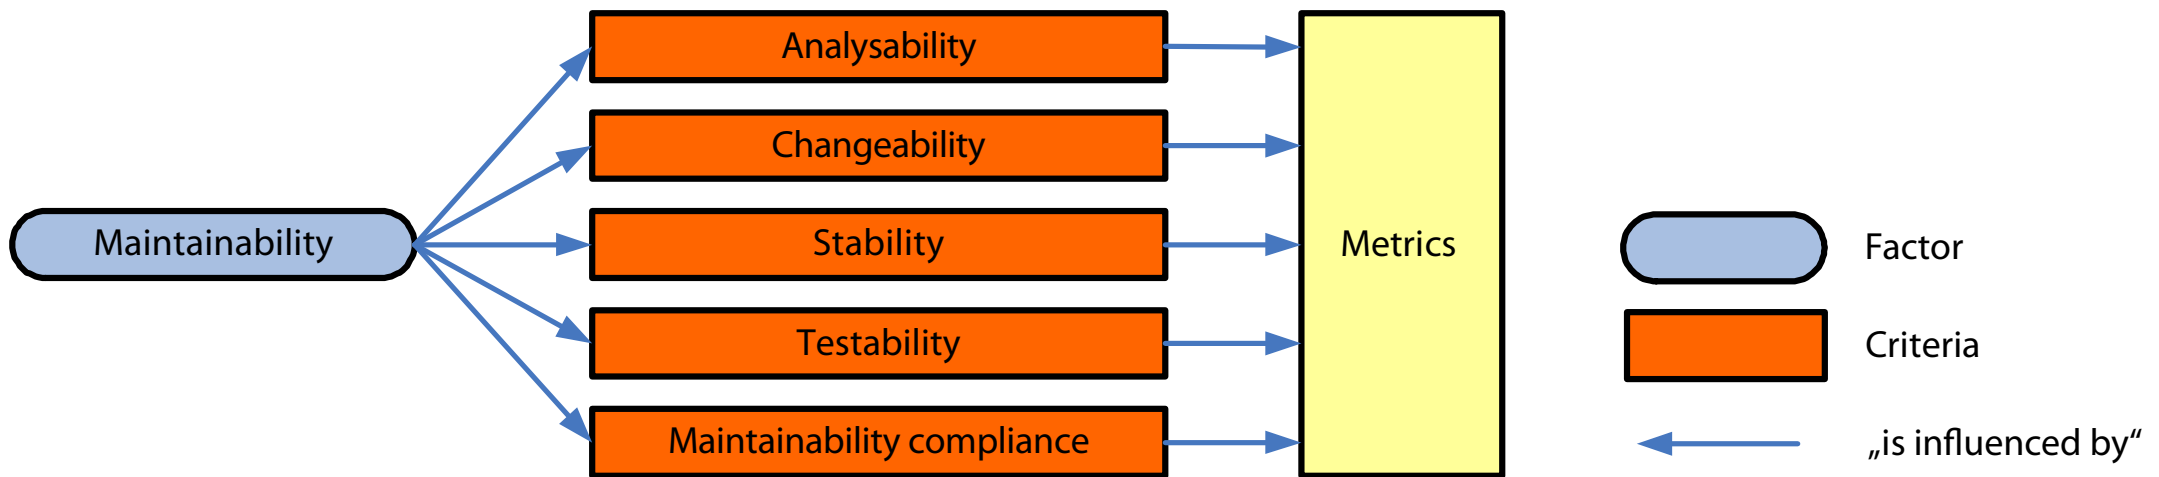 Analysability
Changeability
Maintainability
Stability
Metrics
Testability
Maintainability compliance
Factor
Criteria
„is influenced by“